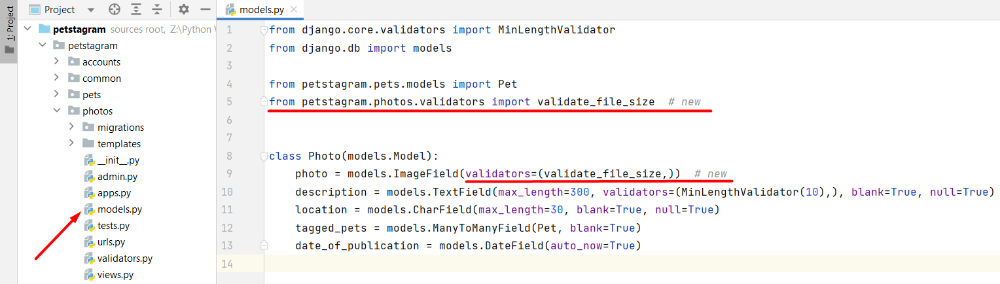 1: Project
Project
models.py
petstagram sources root, Z:\Python
petstagram
accounts
common
pets
photos
migrations
templates
__init__.py
admin.py
apps.py
models.py
tests.py
urls.py
validators.py
views.py
1 from django.core.validators import MinLengthValidator
2 from django.db import models
3
4 from petstagram.pets.models import Pet
5 from petstagram.photos.validators import validate_file_size  # new
6
7
8 class Photo(models.Model):
9     photo = models.ImageField(validators=(validate_file_size,))  # new
10     description = models.TextField(max_length=300, validators=(MinLengthValidator(10),), blank=True, null=True)
11     location = models.CharField(max_length=30, blank=True, null=True)
12     tagged_pets = models.ManyToManyField(Pet, blank=True)
13     date_of_publication = models.DateField(auto_now=True)
14